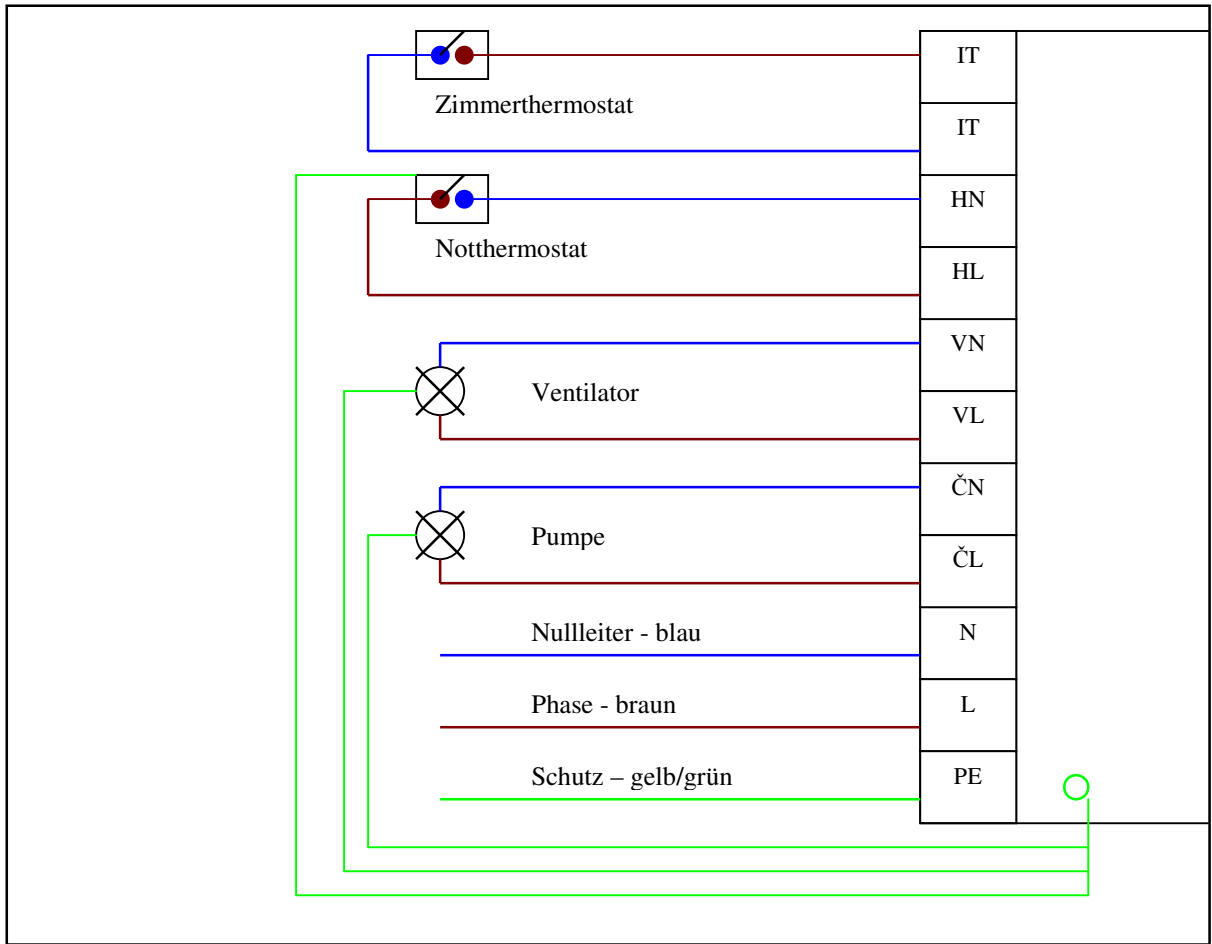 IT
Zimmerthermostat
IT
HN
Notthermostat
HL
VN
Ventilator
VL
ČN
Pumpe
ČL
Nullleiter - blau
N
Phase - braun
L
Schutz – gelb/grün
PE